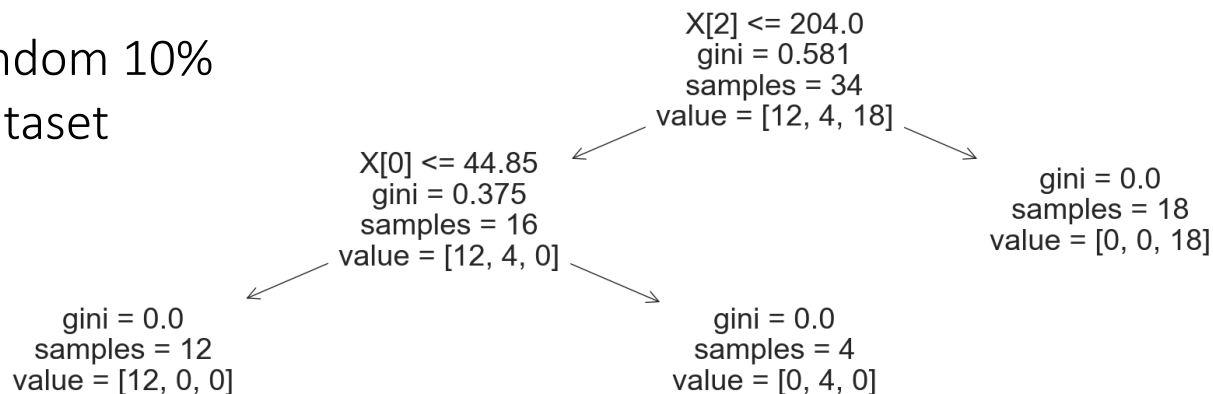 10%
X[2] <= 204.0
gini = 0.581
samples = 34
value = [12, 4, 18]
X[0] <= 44.85
gini = 0.375
samples = 16
value = [12, 4, 0]
gini = 0.0
samples = 18
value = [0, 0, 18]
gini = 0.0
samples = 12
value = [12, 0, 0]
gini = 0.0
samples = 4
value = [0, 4, 0]